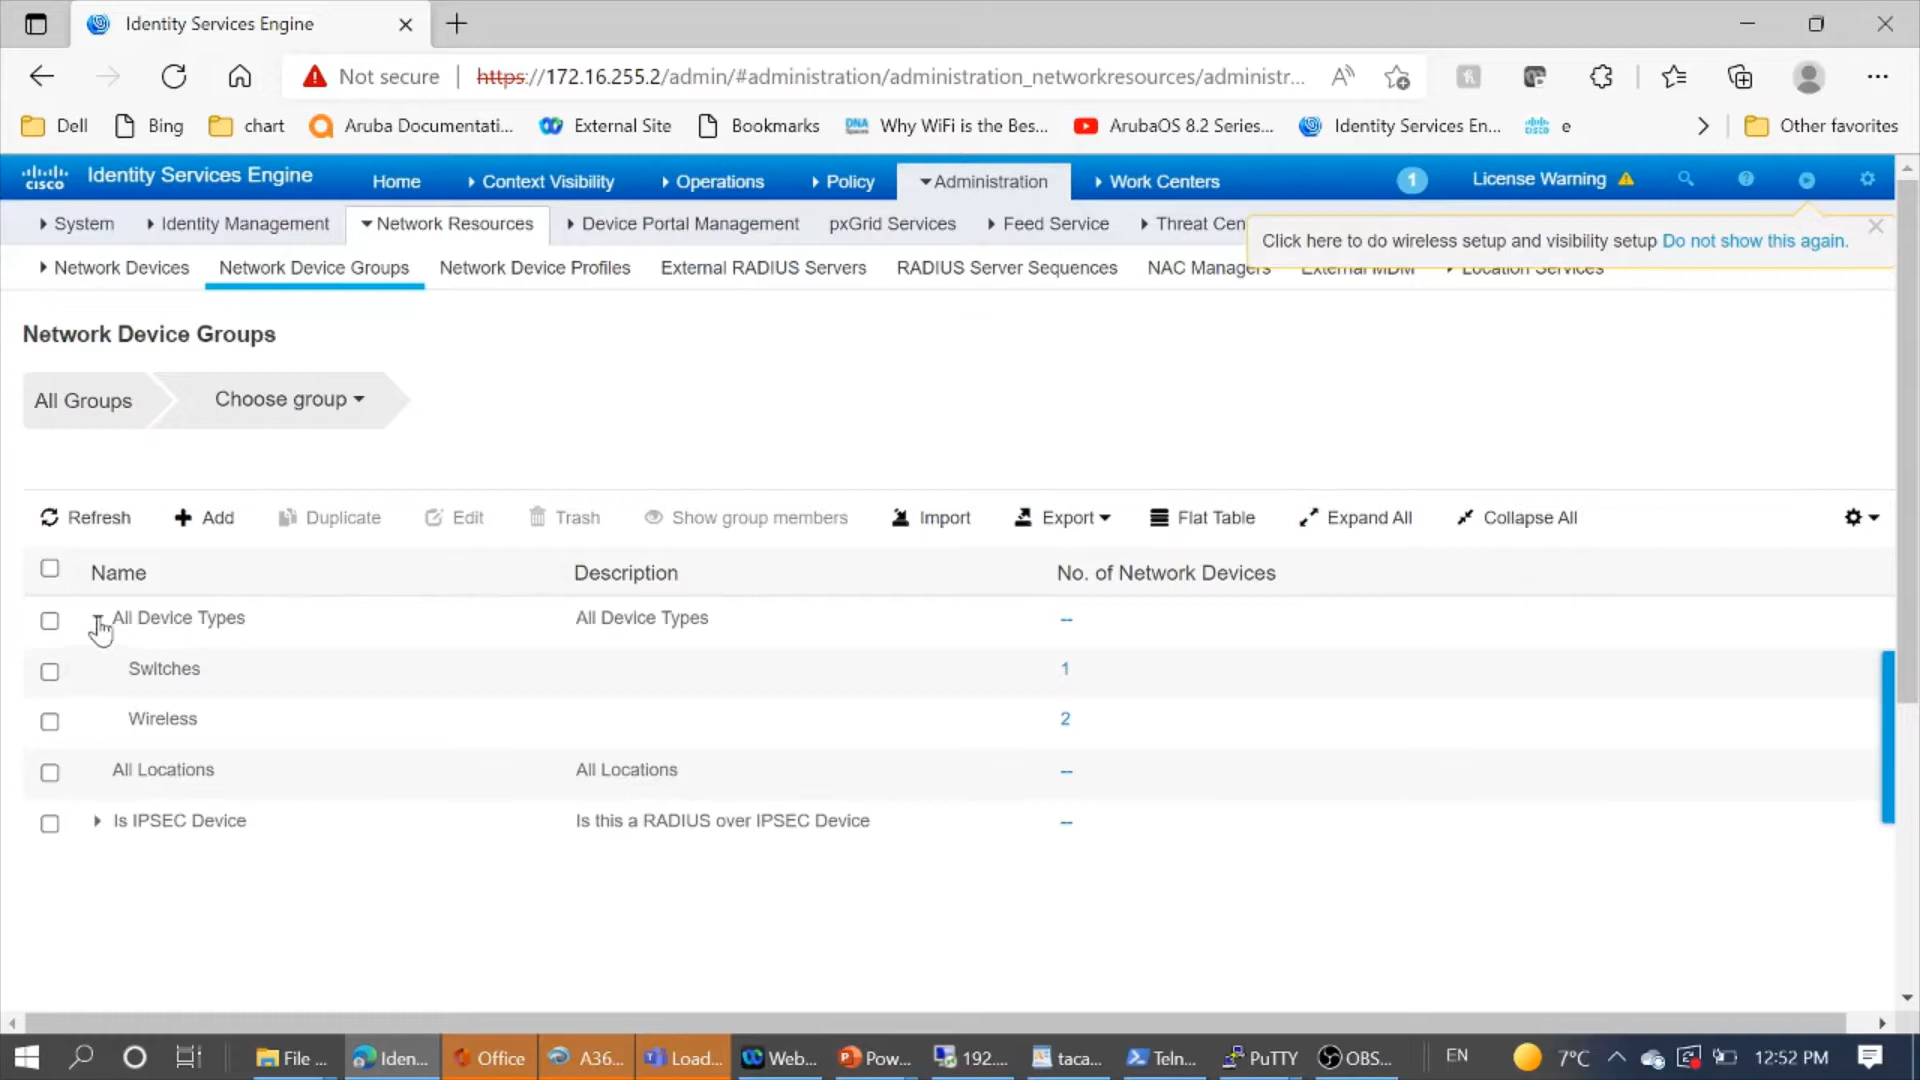 Identity Services Engine
Not secure https://172.16.255.2/admin/#administration/administration_networkresources/administr...
Dell Bing chart Aruba Documentati... External Site Bookmarks DNA Spaces Why WiFi is the Bes... ArubaOS 8.2 Series... Identity Services En... cisco e Other favorites
cisco Identity Services Engine Home Context Visibility Operations Policy Administration Work Centers 1 License Warning
System Identity Management Network Resources Device Portal Management pxGrid Services Feed Service Threat Cen
Click here to do wireless setup and visibility setup Do not show this again.
Network Devices Network Device Groups Network Device Profiles External RADIUS Servers RADIUS Server Sequences NAC Managers External MDM Location Services
Network Device Groups
All Groups Choose group
Refresh Add Duplicate Edit Trash Show group members Import Export Flat Table Expand All Collapse All
Name Description No. of Network Devices
All Device Types All Device Types --
Switches 1
Wireless 2
All Locations All Locations --
Is IPSEC Device Is this a RADIUS over IPSEC Device --
File ... Iden... Office A36... Load... Web... Pow... 192.... taca... Teln... PuTTY OBS... EN 7°C 12:52 PM